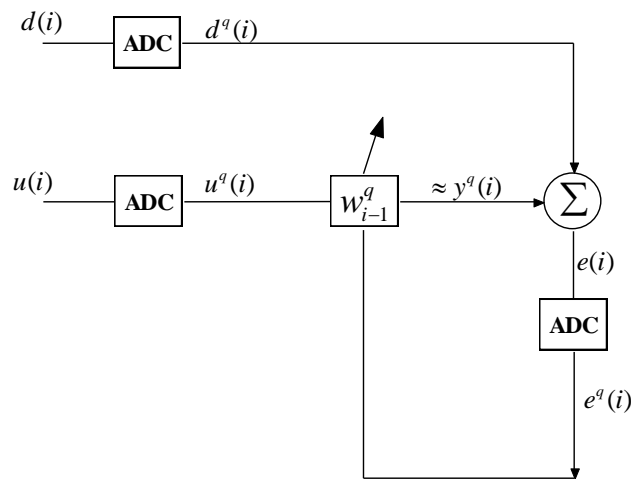 d(i)
ADC
d^q(i)
u(i)
ADC
u^q(i)
w^q_{i−1}
≈ y^q(i)
∑
e(i)
ADC
e^q(i)